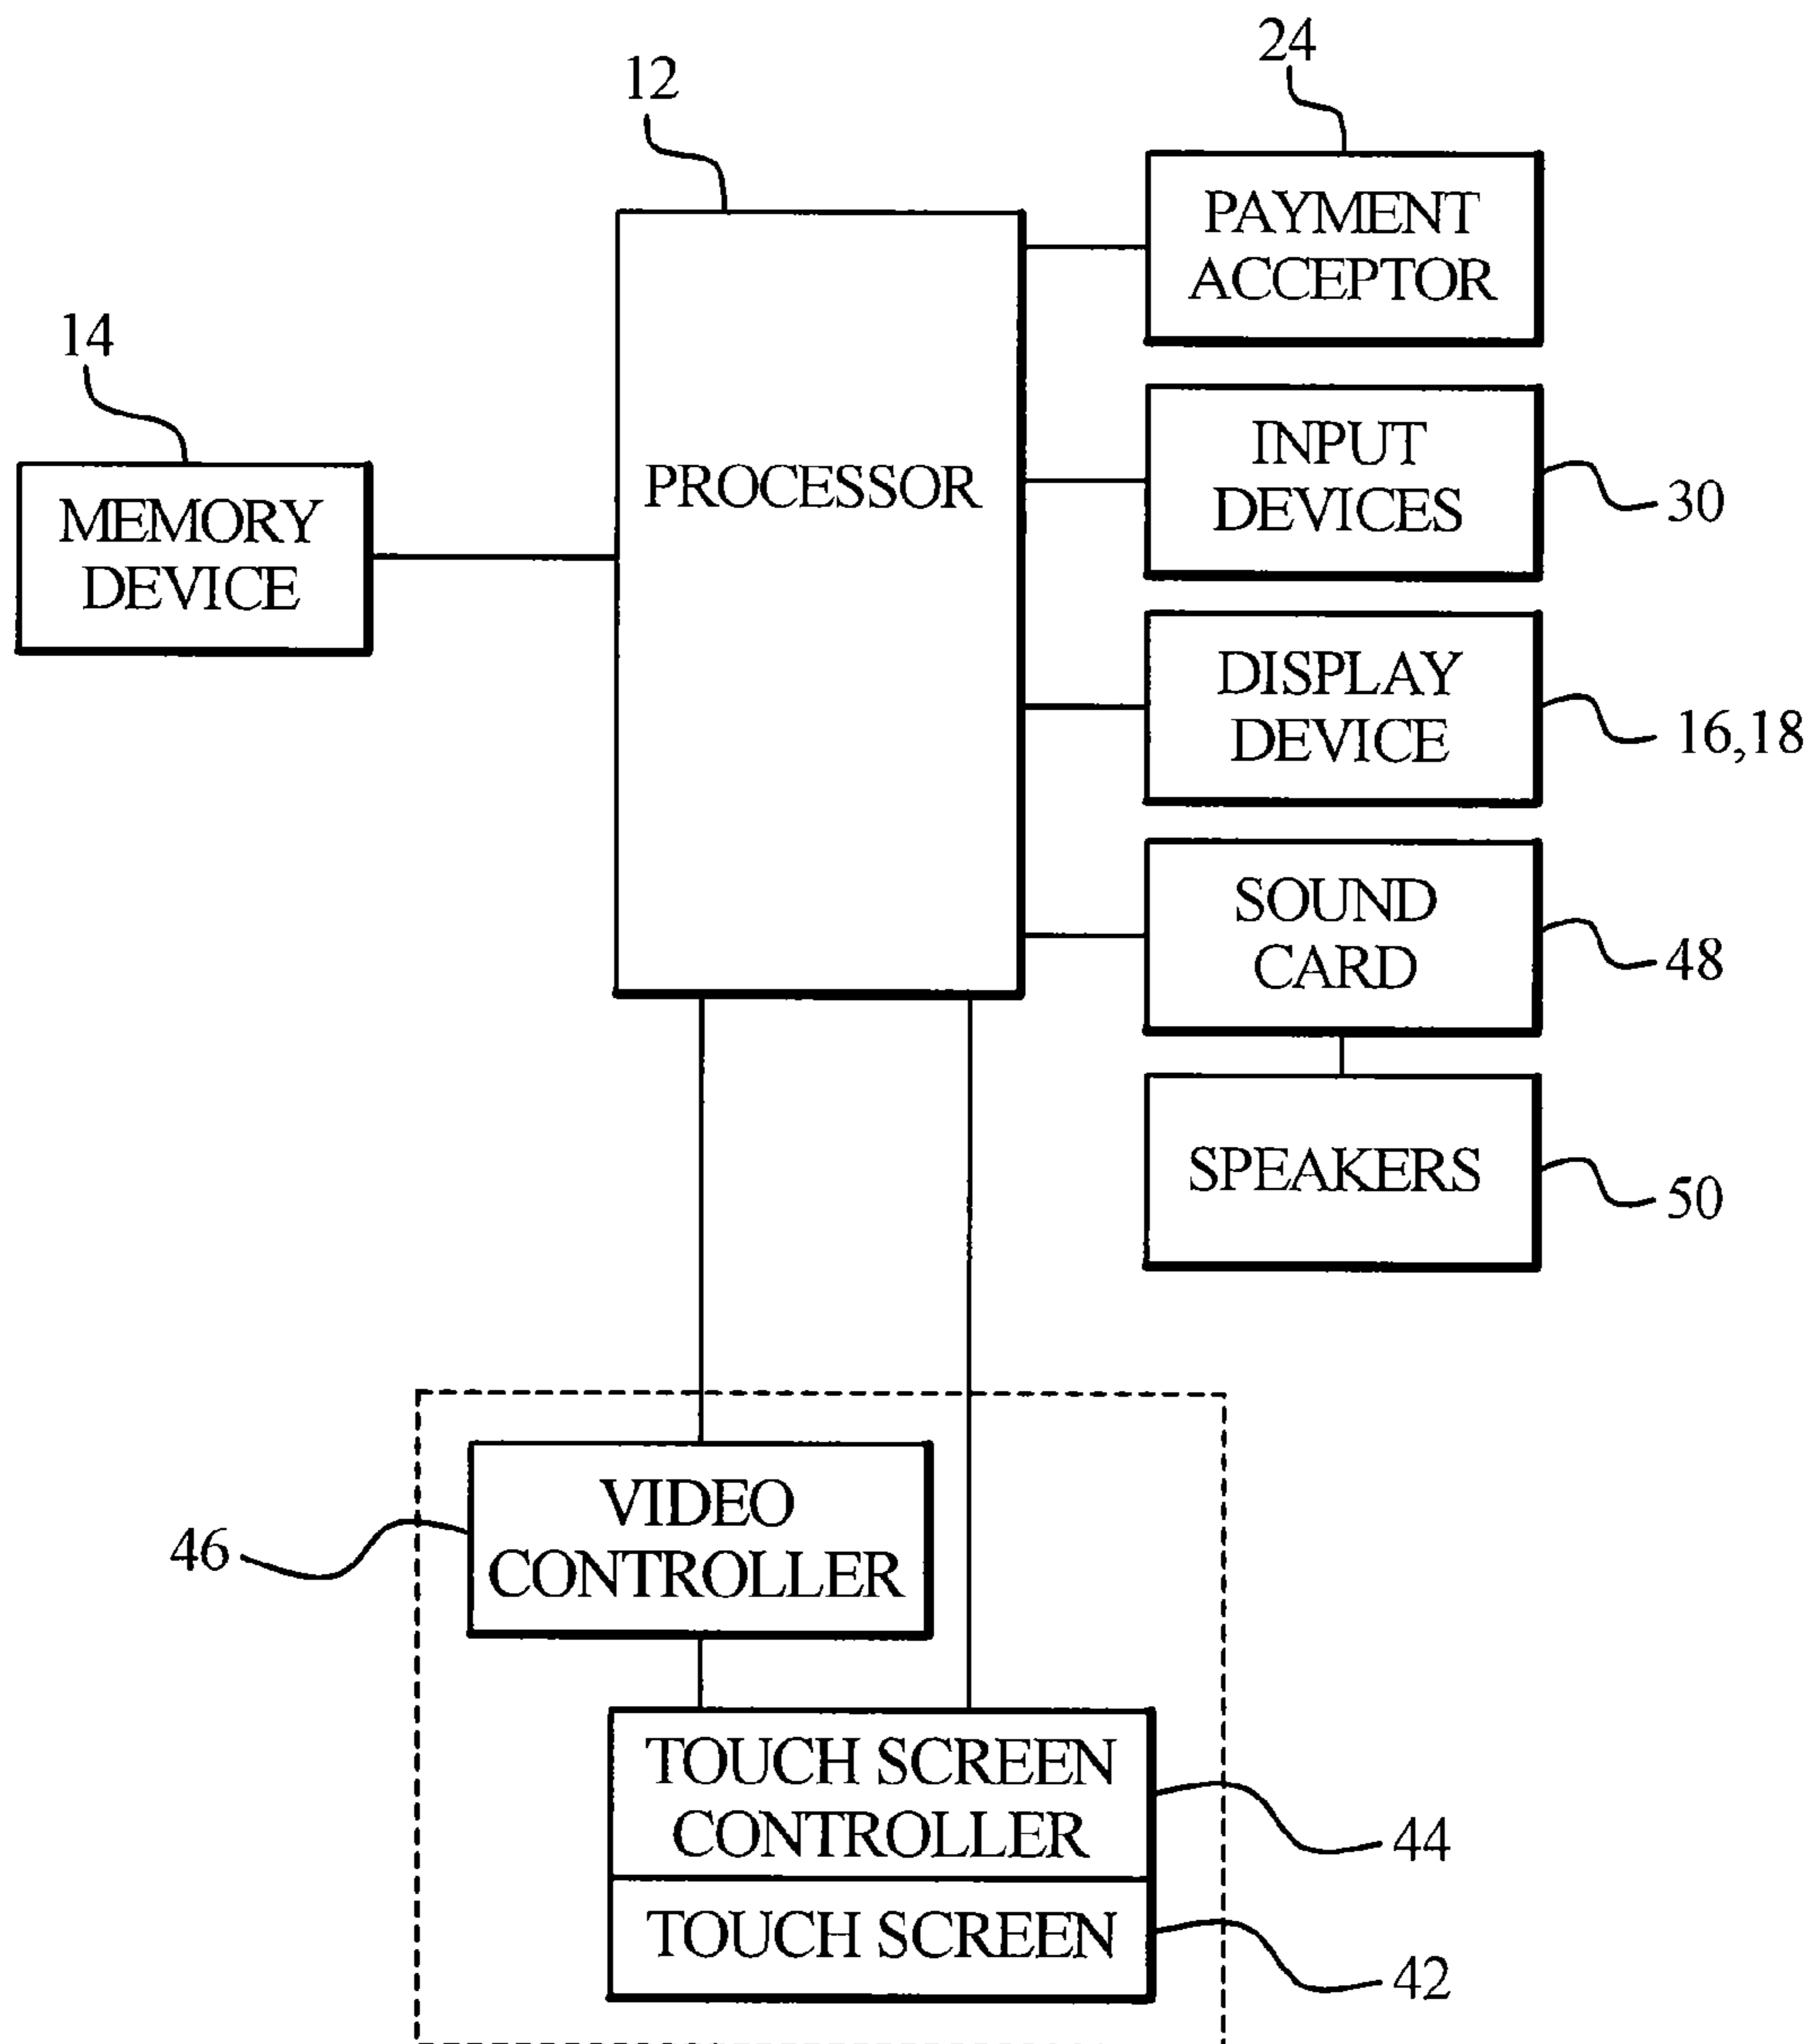 24
12
PAYMENT
ACCEPTOR
14
INPUT
DEVICES
30
PROCESSOR
MEMORY
DEVICE
DISPLAY
DEVICE
16,18
SOUND
CARD
48
SPEAKERS
50
VIDEO
CONTROLLER
46
TOUCH SCREEN
CONTROLLER
44
TOUCH SCREEN
42